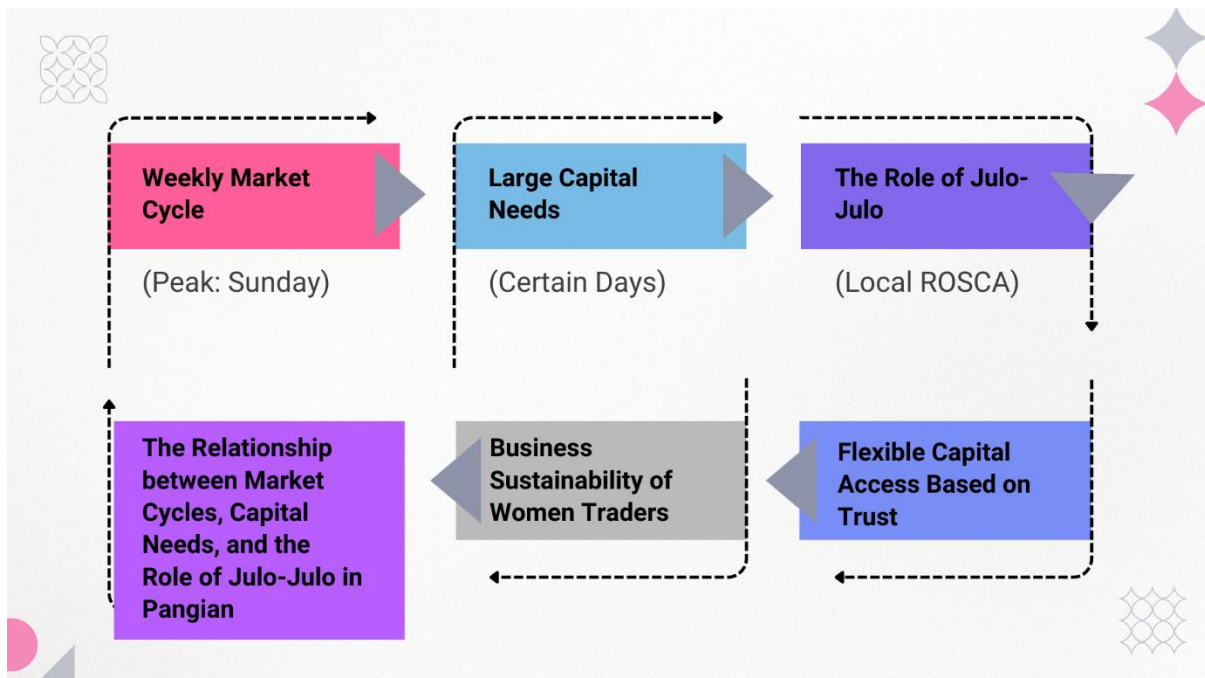 Weekly Market
Cycle
(Peak: Sunday)
Large Capital
Needs
(Certain Days)
The Role of Julo-
Julo
(Local ROSCA)
Flexible Capital
Access Based on
Trust
Business
Sustainability of
Women Traders
The Relationship
between Market
Cycles, Capital
Needs, and the
Role of Julo-Julo in
Pangian